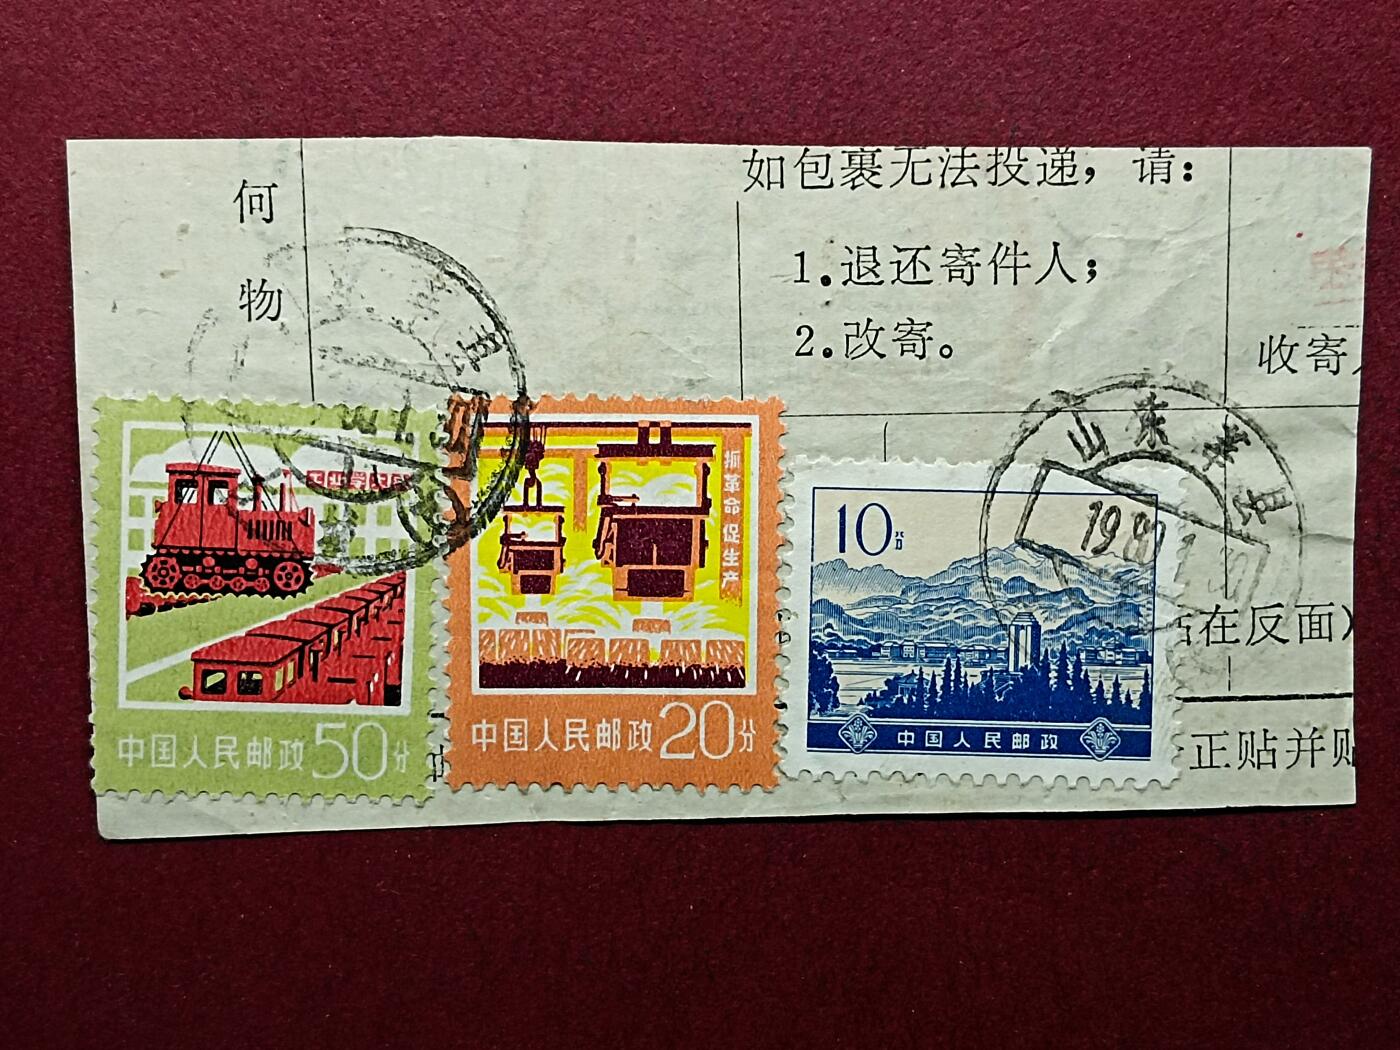 何
物
如包裹无法投递，请：
1.退还寄件人；
2.改寄。
收寄
山东
县
抓革命促生产
10分
中国人民邮政
中国人民邮政50分
中国人民邮政20分
在反面）
正贴并贴